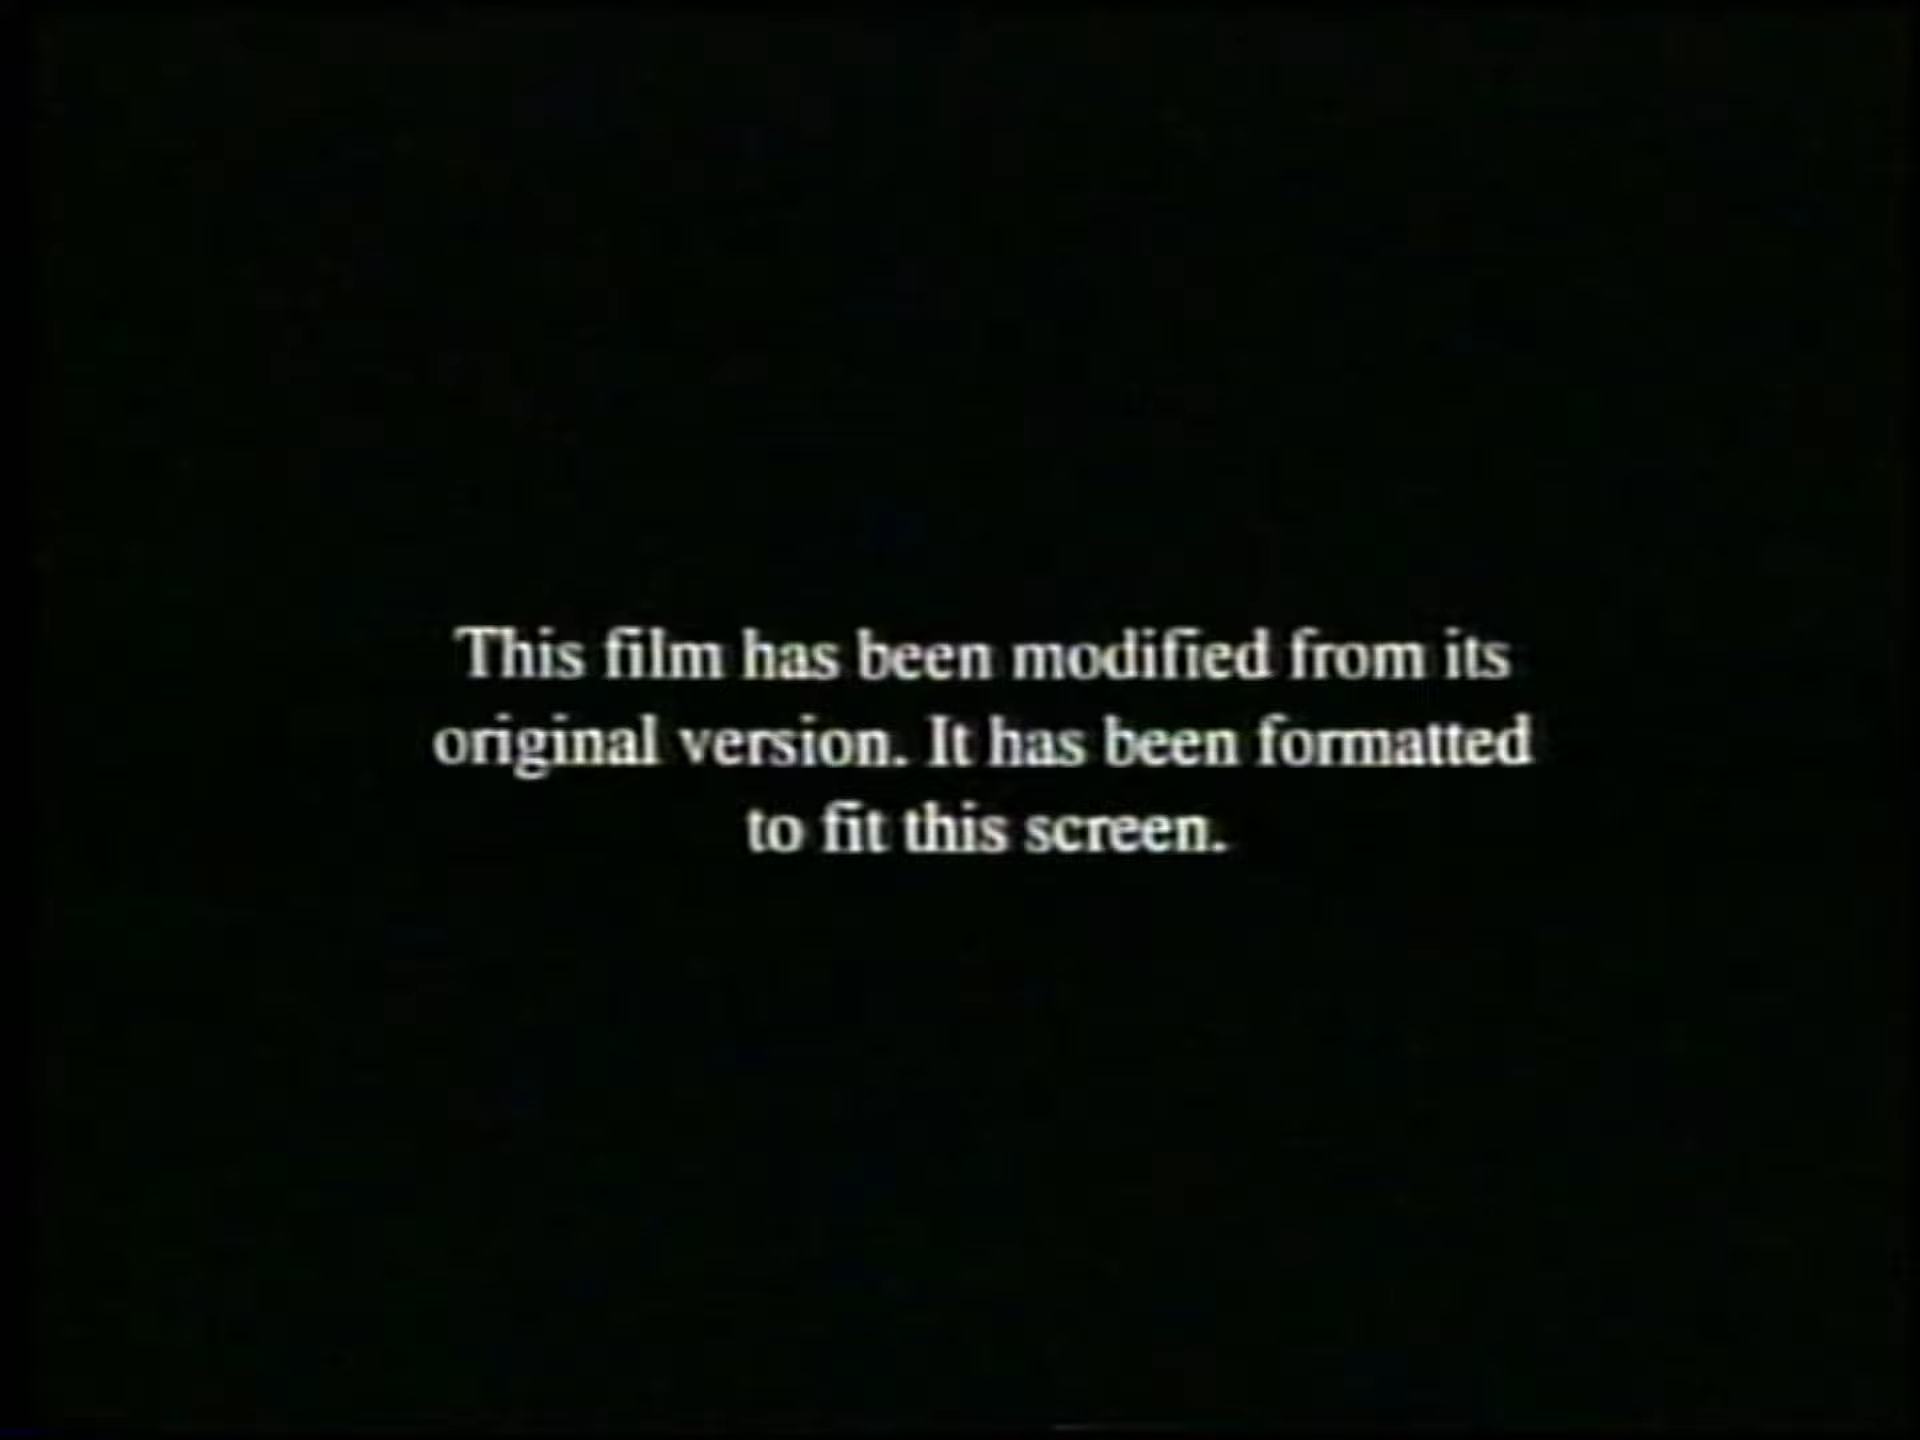 This film has been modified from its
original version. It has been formatted
to fit this screen.